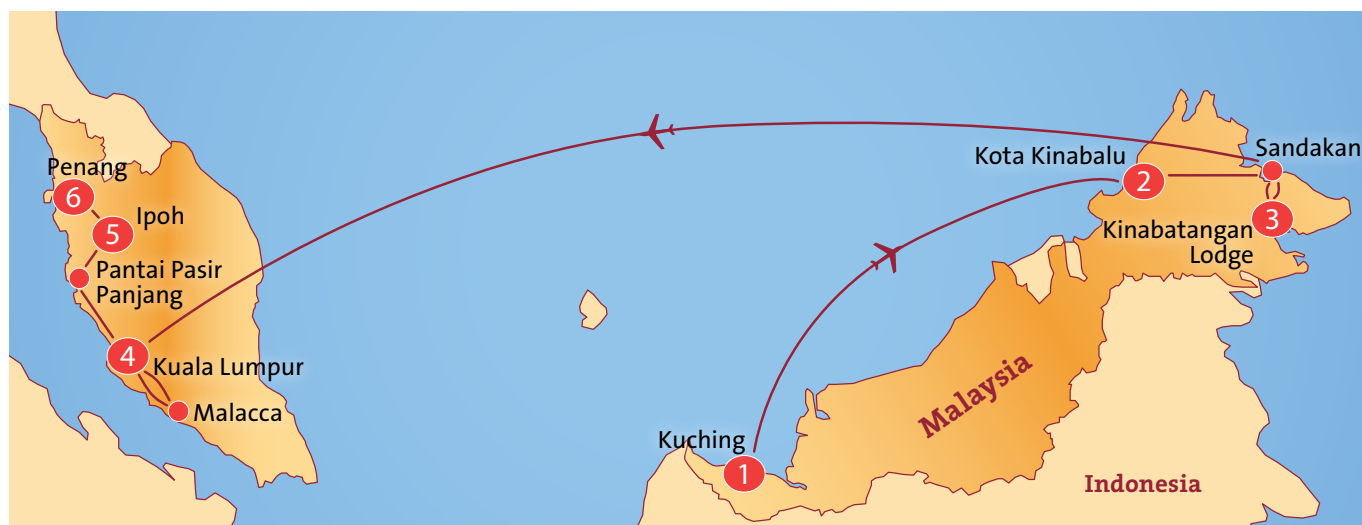 Penang
6
5
Ipoh
Pantai Pasir
Panjang
4
Kuala Lumpur
Malacca
Kuching
1
Kota Kinabalu
2
Sandakan
3
Kinabatangan
Lodge
Malaysia
Indonesia